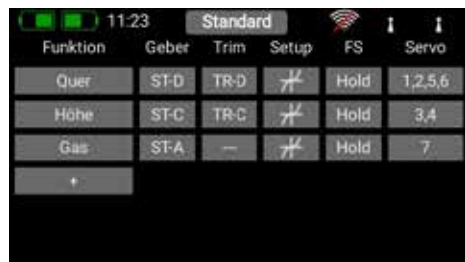 11:23 Standard
Funktion Geber Trim Setup FS Servo
Quer ST-D TR-D Hold 1,2,5,6
Höhe ST-C TR-C Hold 3,4
Gas ST-A --- Hold 7
+